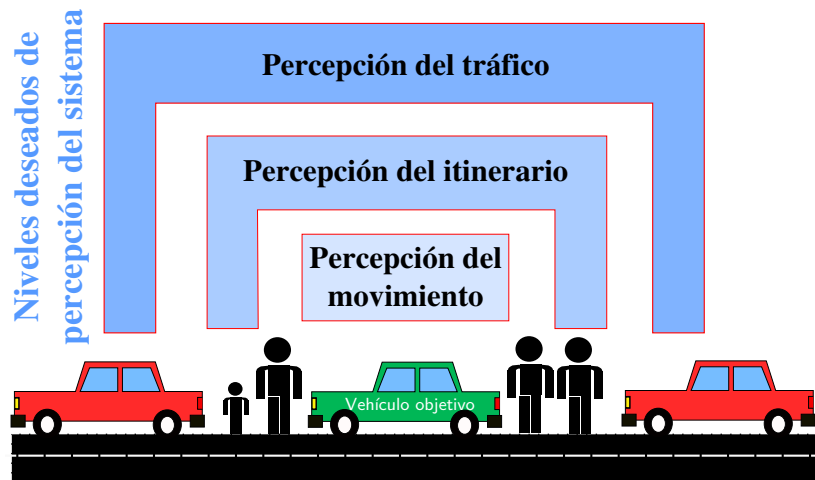 Niveles deseados de
percepción del sistema
Percepción del tráfico
Percepción del itinerario
Percepción del
movimiento
Vehículo objetivo